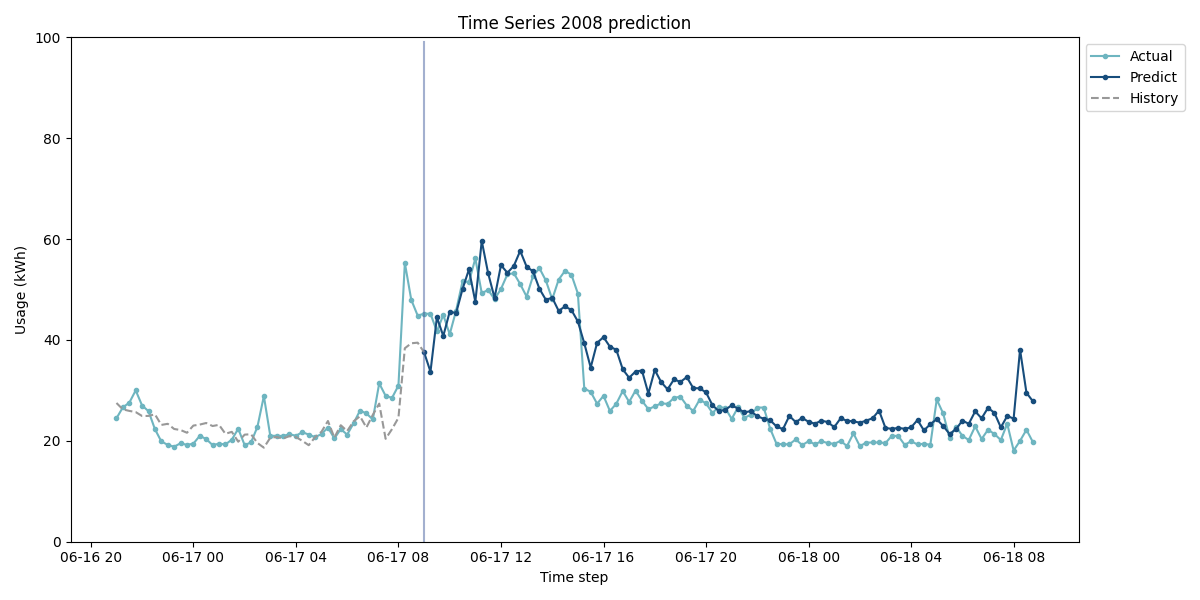 Time Series 2008 prediction
100
80
60
40
20
0
Usage (kWh)
06-16 20
06-17 00
06-17 04
06-17 08
06-17 12
06-17 16
06-17 20
06-18 00
06-18 04
06-18 08
Time step
Actual
Predict
History